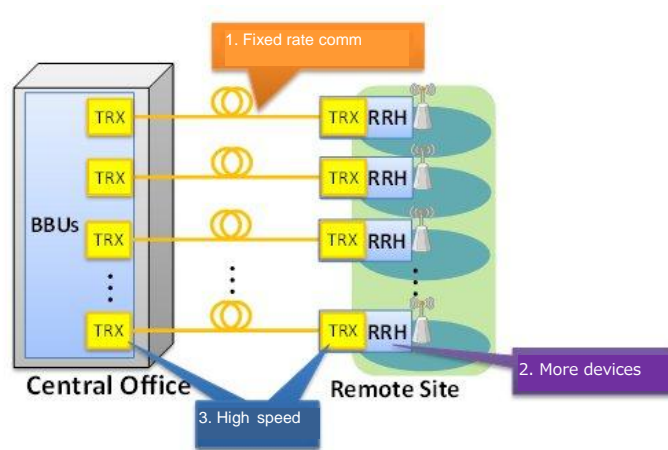 1. Fixed rate comm
TRX
TRX
RRH
TRX
TRX
RRH
BBUs
TRX
TRX
RRH
TRX
TRX
RRH
Central Office
Remote Site
2. More devices
3. High speed